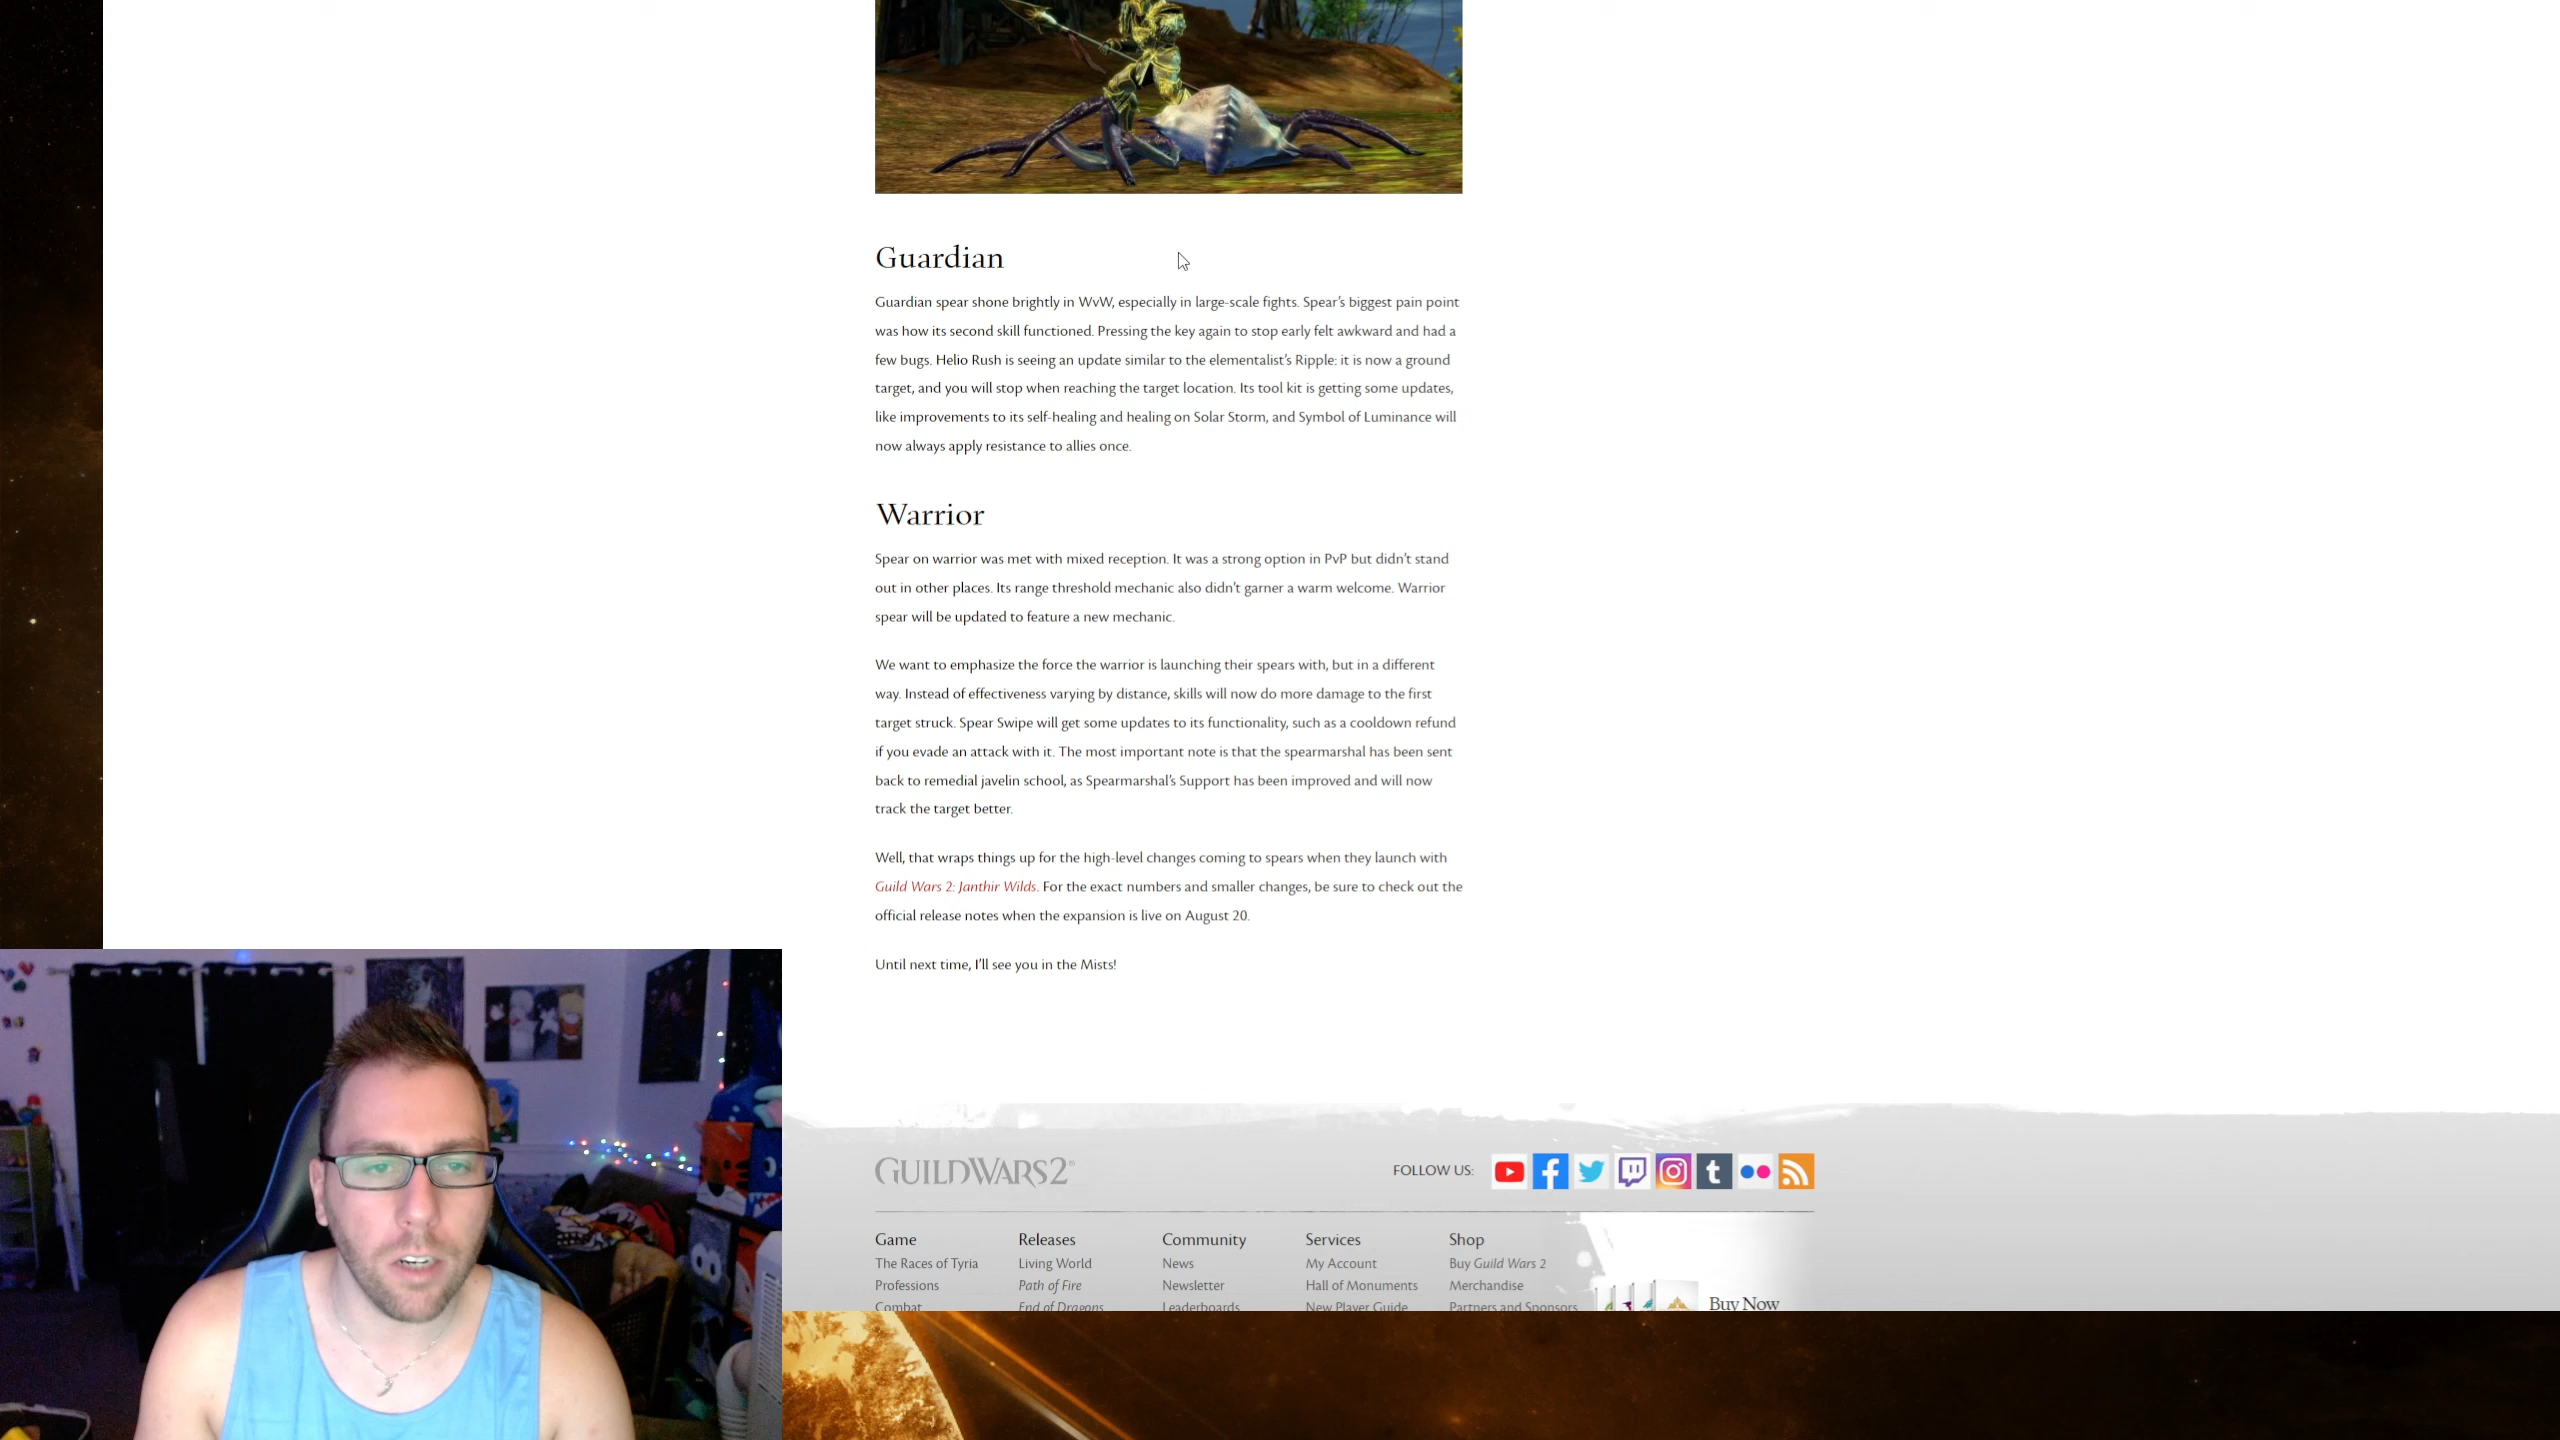 Guardian
Guardian spear shone brightly in WvW, especially in large-scale fights. Spear's biggest pain point
was how its second skill functioned. Pressing the key again to stop early felt awkward and had a
few bugs. Helio Rush is seeing an update similar to the elementalist's Ripple: it is now a ground
target, and you will stop when reaching the target location. Its tool kit is getting some updates,
like improvements to its self-healing and healing on Solar Storm, and Symbol of Luminance will
now always apply resistance to allies once.
Warrior
Spear on warrior was met with mixed reception. It was a strong option in PvP but didn't stand
out in other places. Its range threshold mechanic also didn't garner a warm welcome. Warrior
spear will be updated to feature a new mechanic.
We want to emphasize the force the warrior is launching their spears with, but in a different
way. Instead of effectiveness varying by distance, skills will now do more damage to the first
target struck. Spear Swipe will get some updates to its functionality, such as a cooldown refund
if you evade an attack with it. The most important note is that the spearmarshal has been sent
back to remedial javelin school, as Spearmarshal's Support has been improved and will now
track the target better.
Well, that wraps things up for the high-level changes coming to spears when they launch with
Guild Wars 2: Janthir Wilds. For the exact numbers and smaller changes, be sure to check out the
official release notes when the expansion is live on August 20.
Until next time, I'll see you in the Mists!
GUILDWARS2 FOLLOW US:
Game Releases Community Services Shop
The Races of Tyria Living World News My Account Buy Guild Wars 2
Professions Path of Fire Newsletter Hall of Monuments Merchandise
Combat End of Dragons Leaderboards New Player Guide Partners and Sponsors Buy Now